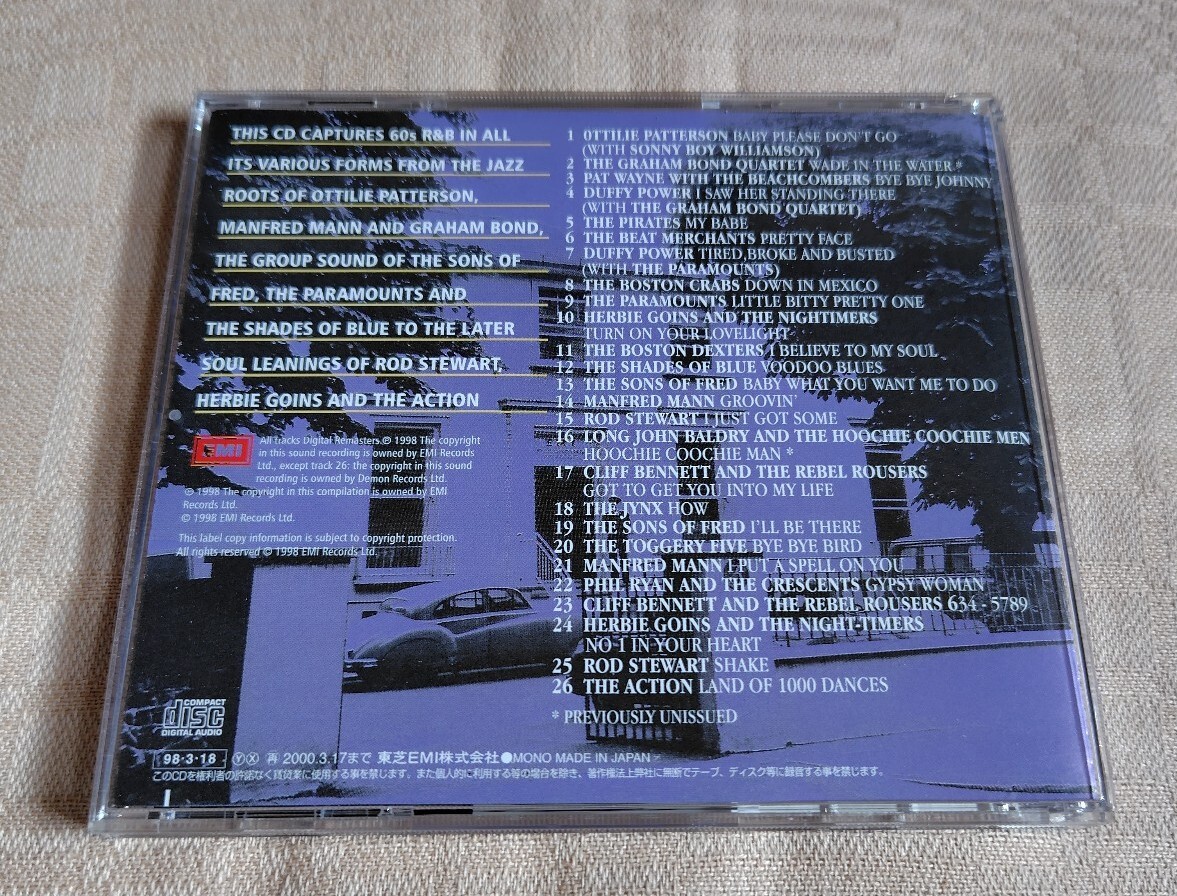 THIS CD CAPTURES 60s R&B IN ALL
ITS VARIOUS FORMS FROM THE JAZZ
ROOTS OF OTTILIE PATTERSON,
MANFRED MANN AND GRAHAM BOND,
THE GROUP SOUND OF THE SONS OF
FRED, THE PARAMOUNTS AND
THE SHADES OF BLUE TO THE LATER
SOUL LEANINGS OF ROD STEWART,
HERBIE GOINS AND THE ACTION
EMI
All tracks Digital Remasters ℗ 1998 The copyright
in this sound recording is owned by EMI Records
Ltd., except track 26: the copyright in this sound
recording is owned by Demon Records Ltd.
℗ 1998 The copyright in this compilation is owned by EMI
Records Ltd.
© 1998 EMI Records Ltd.
This label copy information is subject to copyright protection.
All rights reserved © 1998 EMI Records Ltd.
1 OTTILIE PATTERSON BABY PLEASE DON'T GO
(WITH SONNY BOY WILLIAMSON)
2 THE GRAHAM BOND QUARTET WADE IN THE WATER *
3 PAT WAYNE WITH THE BEACHCOMBERS BYE BYE JOHNNY
4 DUFFY POWER I SAW HER STANDING THERE
(WITH THE GRAHAM BOND QUARTET)
5 THE PIRATES MY BABE
6 THE BEAT MERCHANTS PRETTY FACE
7 DUFFY POWER TIRED,BROKE AND BUSTED
(WITH THE PARAMOUNTS)
8 THE BOSTON CRABS DOWN IN MEXICO
9 THE PARAMOUNTS LITTLE BITTY PRETTY ONE
10 HERBIE GOINS AND THE NIGHTIMERS
TURN ON YOUR LOVELIGHT
11 THE BOSTON DEXTERS I BELIEVE TO MY SOUL
12 THE SHADES OF BLUE VOODOO BLUES
13 THE SONS OF FRED BABY WHAT YOU WANT ME TO DO
14 MANFRED MANN GROOVIN'
15 ROD STEWART I JUST GOT SOME
16 LONG JOHN BALDRY AND THE HOOCHIE COOCHIE MEN
HOOCHIE COOCHIE MAN *
17 CLIFF BENNETT AND THE REBEL ROUSERS
GOT TO GET YOU INTO MY LIFE
18 THE JYNX HOW
19 THE SONS OF FRED I'LL BE THERE
20 THE TOGGERY FIVE BYE BYE BIRD
21 MANFRED MANN I PUT A SPELL ON YOU
22 PHIL RYAN AND THE CRESCENTS GYPSY WOMAN
23 CLIFF BENNETT AND THE REBEL ROUSERS 634 - 5789
24 HERBIE GOINS AND THE NIGHT-TIMERS
NO 1 IN YOUR HEART
25 ROD STEWART SHAKE
26 THE ACTION LAND OF 1000 DANCES
* PREVIOUSLY UNISSUED
COMPACT
disc
DIGITAL AUDIO
98・3・18 Ⓨ Ⓧ 再 2000.3.17まで 東芝EMI株式会社●MONO MADE IN JAPAN
このCDを権利者の許諾なく賃貸業に使用する事を禁じます。また個人的に利用する等の場合を除き、著作権法上弊社に無断でテープ、ディスク等に録音する事を禁じます。